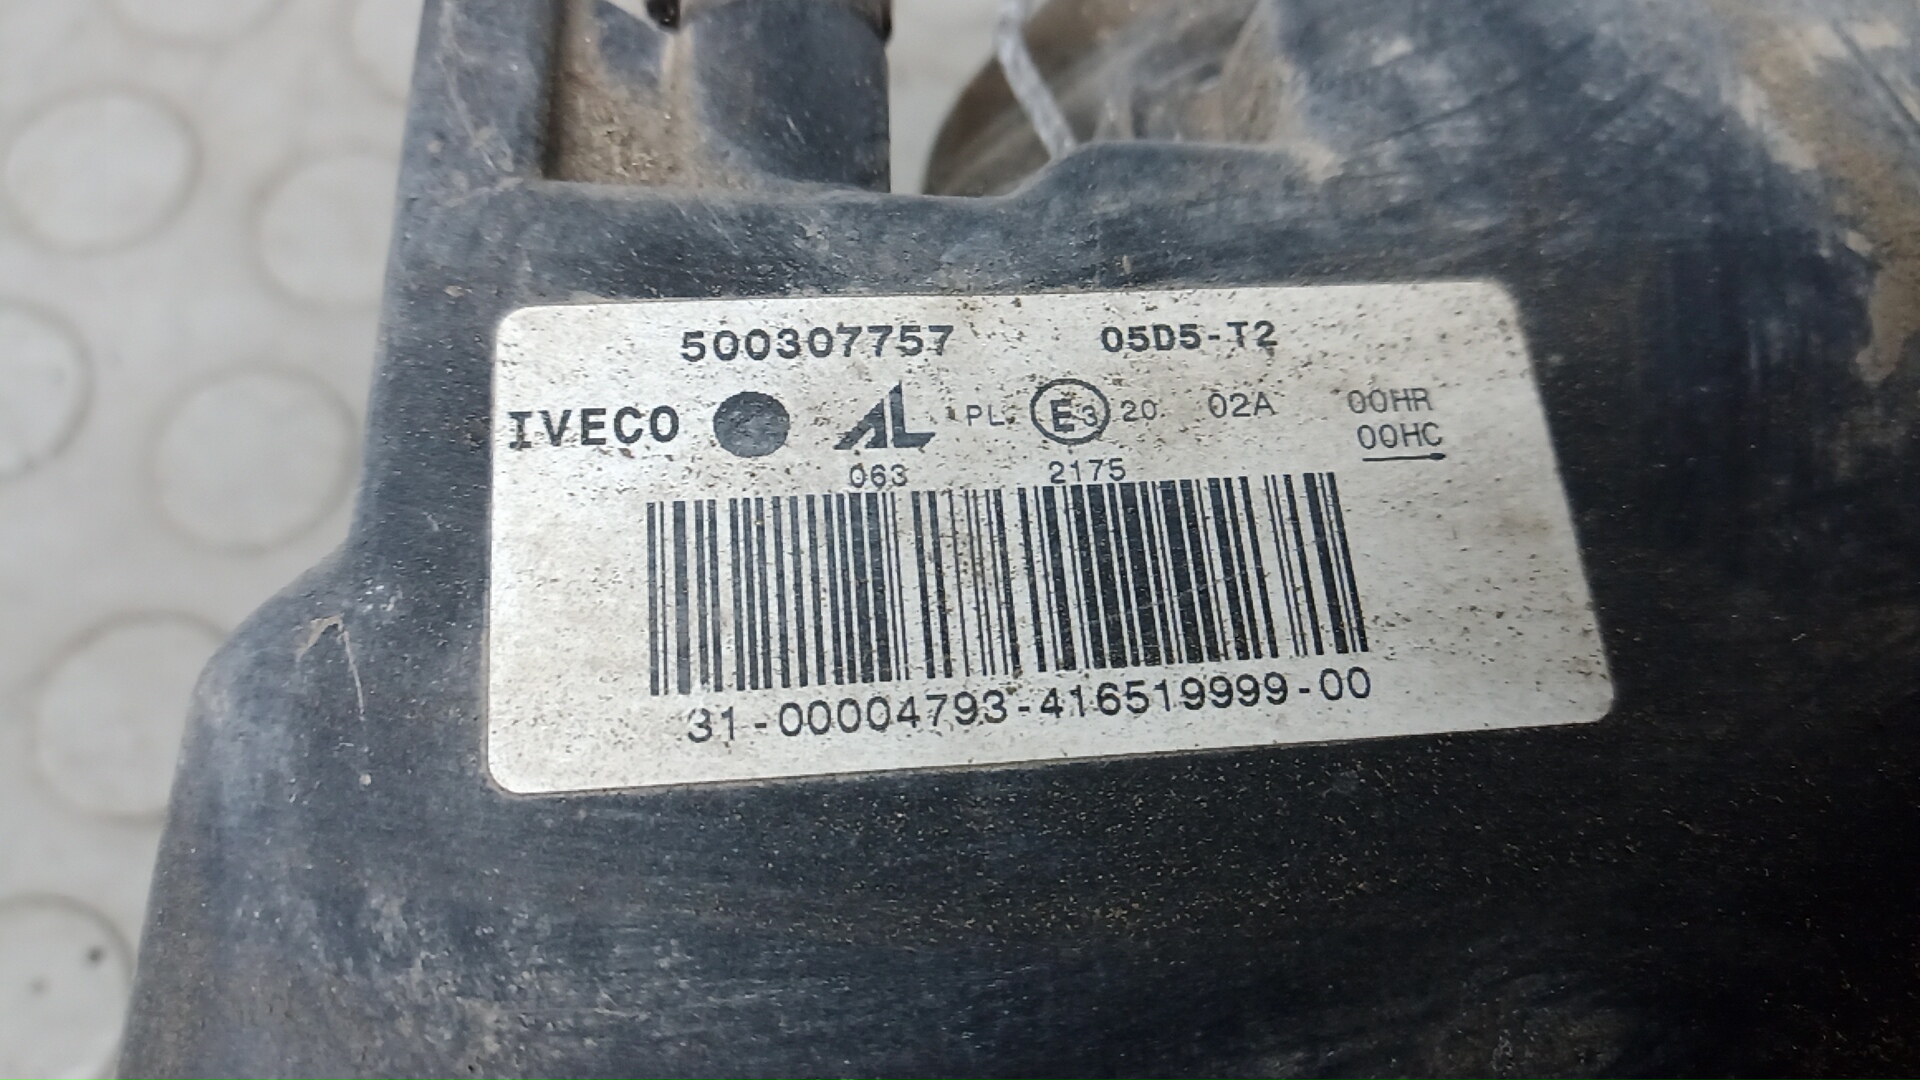 500307757 05D5-T2
IVECO AL PL. E3 20 02A 00HR
00HC
063 2175
31-00004793-416519999-00